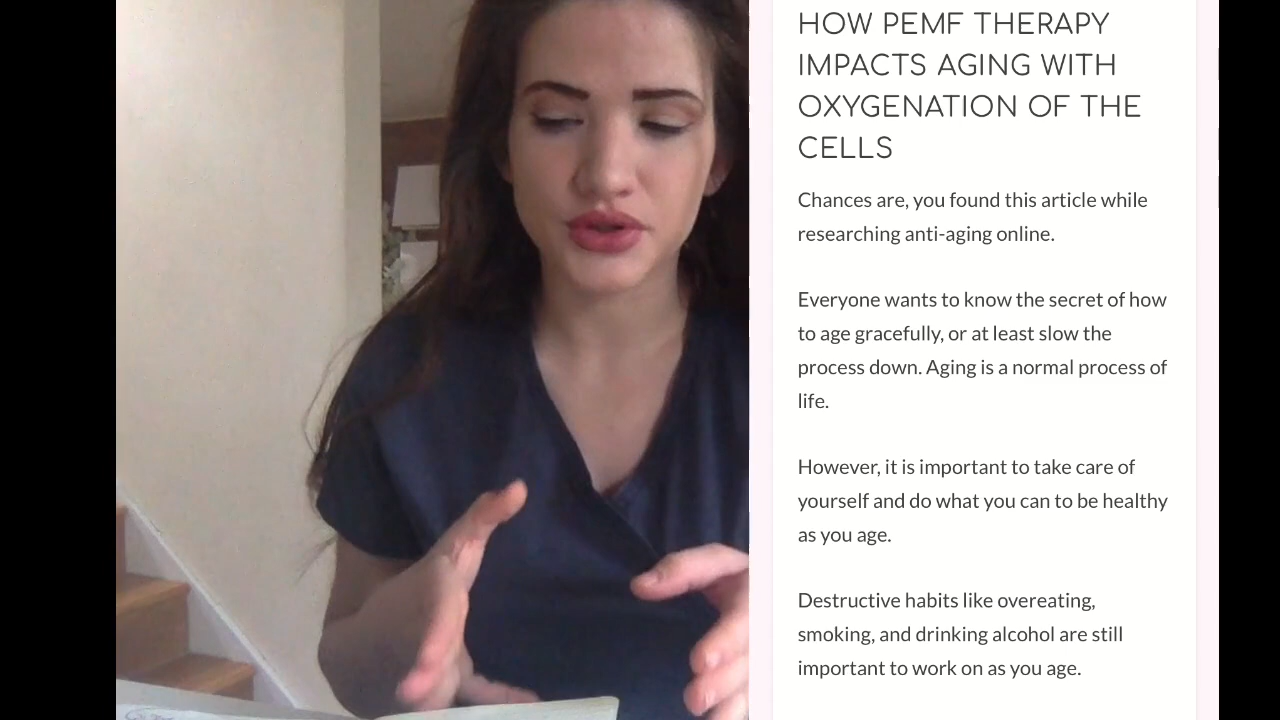 HOW PEMF THERAPY
IMPACTS AGING WITH
OXYGENATION OF THE
CELLS
Chances are, you found this article while
researching anti-aging online.
Everyone wants to know the secret of how
to age gracefully, or at least slow the
process down. Aging is a normal process of
life.
However, it is important to take care of
yourself and do what you can to be healthy
as you age.
Destructive habits like overeating,
smoking, and drinking alcohol are still
important to work on as you age.